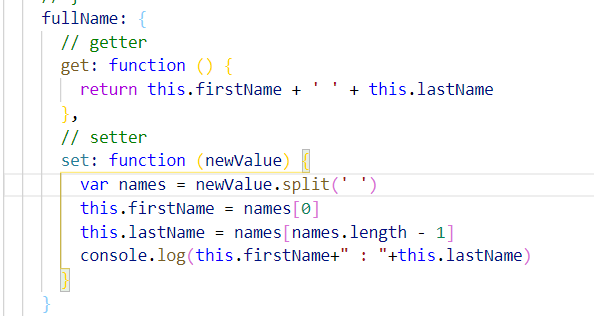 fullName: {
// getter
get: function () {
return this.firstName + ' ' + this.lastName
},
// setter
set: function (newValue) {
var names = newValue.split(' ')
this.firstName = names[0]
this.lastName = names[names.length - 1]
console.log(this.firstName+" : "+this.lastName)
}
}